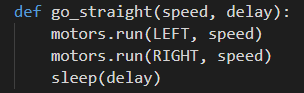 def go_straight(speed, delay):
    motors.run(LEFT, speed)
    motors.run(RIGHT, speed)
    sleep(delay)